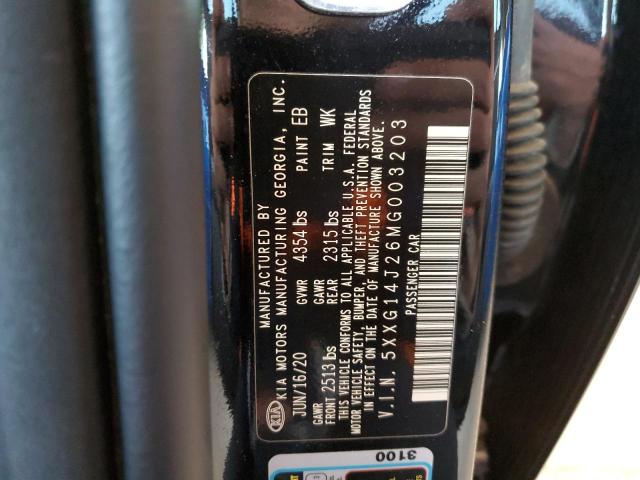 MANUFACTURED BY
KIA KIA MOTORS MANUFACTURING GEORGIA, INC.
JUN/16/20 GVWR 4354 lbs PAINT EB
GAWR FRONT 2513 lbs GAWR REAR 2315 lbs TRIM WK
THIS VEHICLE CONFORMS TO ALL APPLICABLE U.S.A. FEDERAL
MOTOR VEHICLE SAFETY, BUMPER, AND THEFT PREVENTION STANDARDS
IN EFFECT ON THE DATE OF MANUFACTURE SHOWN ABOVE.
V.I.N. 5XXG14J26MG003203
PASSENGER CAR
3100